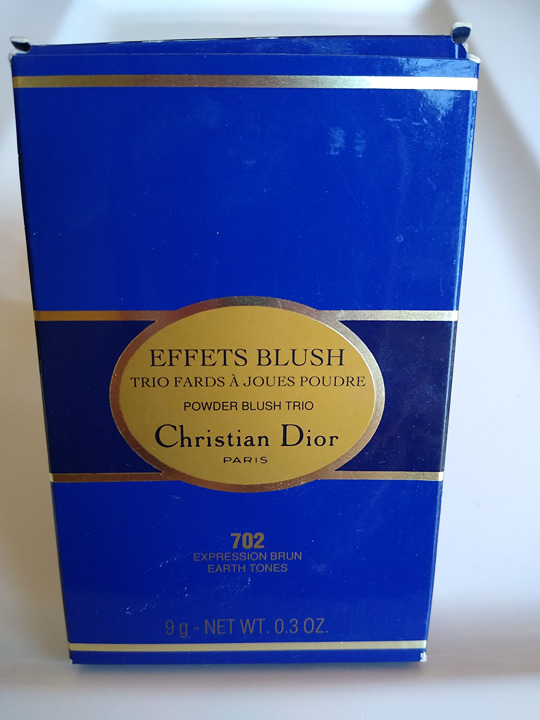 EFFETS BLUSH
TRIO FARDS À JOUES POUDRE
POWDER BLUSH TRIO
Christian Dior
PARIS
702
EXPRESSION BRUN
EARTH TONES
9 g - NET WT. 0.3 OZ.